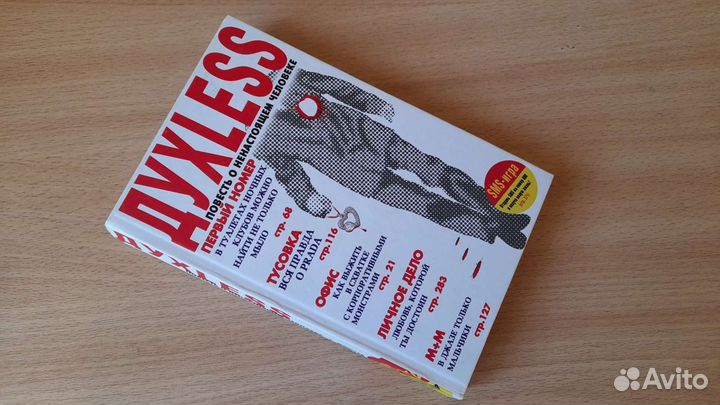 ДУХLESS
ПОВЕСТЬ О НЕНАСТОЯЩЕМ ЧЕЛОВЕКЕ
ПЕРВЫЙ НОМЕР
В ТУАЛЕТАХ НОЧНЫХ
КЛУБОВ МОЖНО
НАЙТИ НЕ ТОЛЬКО
МЫЛО
стр. 68
ТУСОВКА
ВСЯ ПРАВДА
О PRADA
стр.116
ОФИС
КАК ВЫЖИТЬ
В СХВАТКЕ
С КОРПОРАТИВНЫМИ
МОНСТРАМИ
стр. 21
ЛИЧНОЕ ДЕЛО
ЛЮБОВЬ, КОТОРОЙ
ТЫ ДОСТОИН
стр. 283
М+М
В ДЖАЗЕ ТОЛЬКО
МАЛЬЧИКИ
стр.127
SMS-игра
Avito